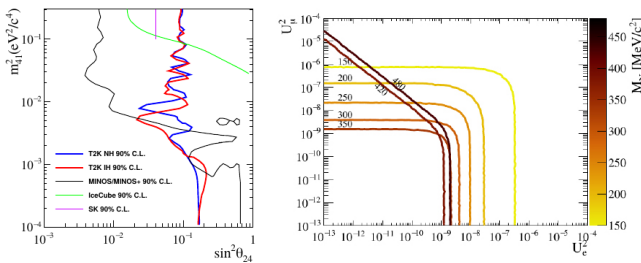 m²₄₁(eV²/c⁴)
10⁻¹
10⁻²
10⁻³
10⁻⁴
T2K NH 90% C.L.
T2K IH 90% C.L.
MINOS/MINOS+ 90% C.L.
IceCube 90% C.L.
SK 90% C.L.
10⁻³ 10⁻² 10⁻¹ 1
sin²θ₂₄
U²_μ
10⁻⁴
10⁻⁵
10⁻⁶
10⁻⁷
10⁻⁸
10⁻⁹
10⁻¹⁰
10⁻¹¹
10⁻¹²
10⁻¹³
150
200
250
300
350
480
420
10⁻¹³ 10⁻¹² 10⁻¹¹ 10⁻¹⁰ 10⁻⁹ 10⁻⁸ 10⁻⁷ 10⁻⁶ 10⁻⁵ 10⁻⁴
U²_e
450
400
350
300
250
200
150
[MeV/c²]